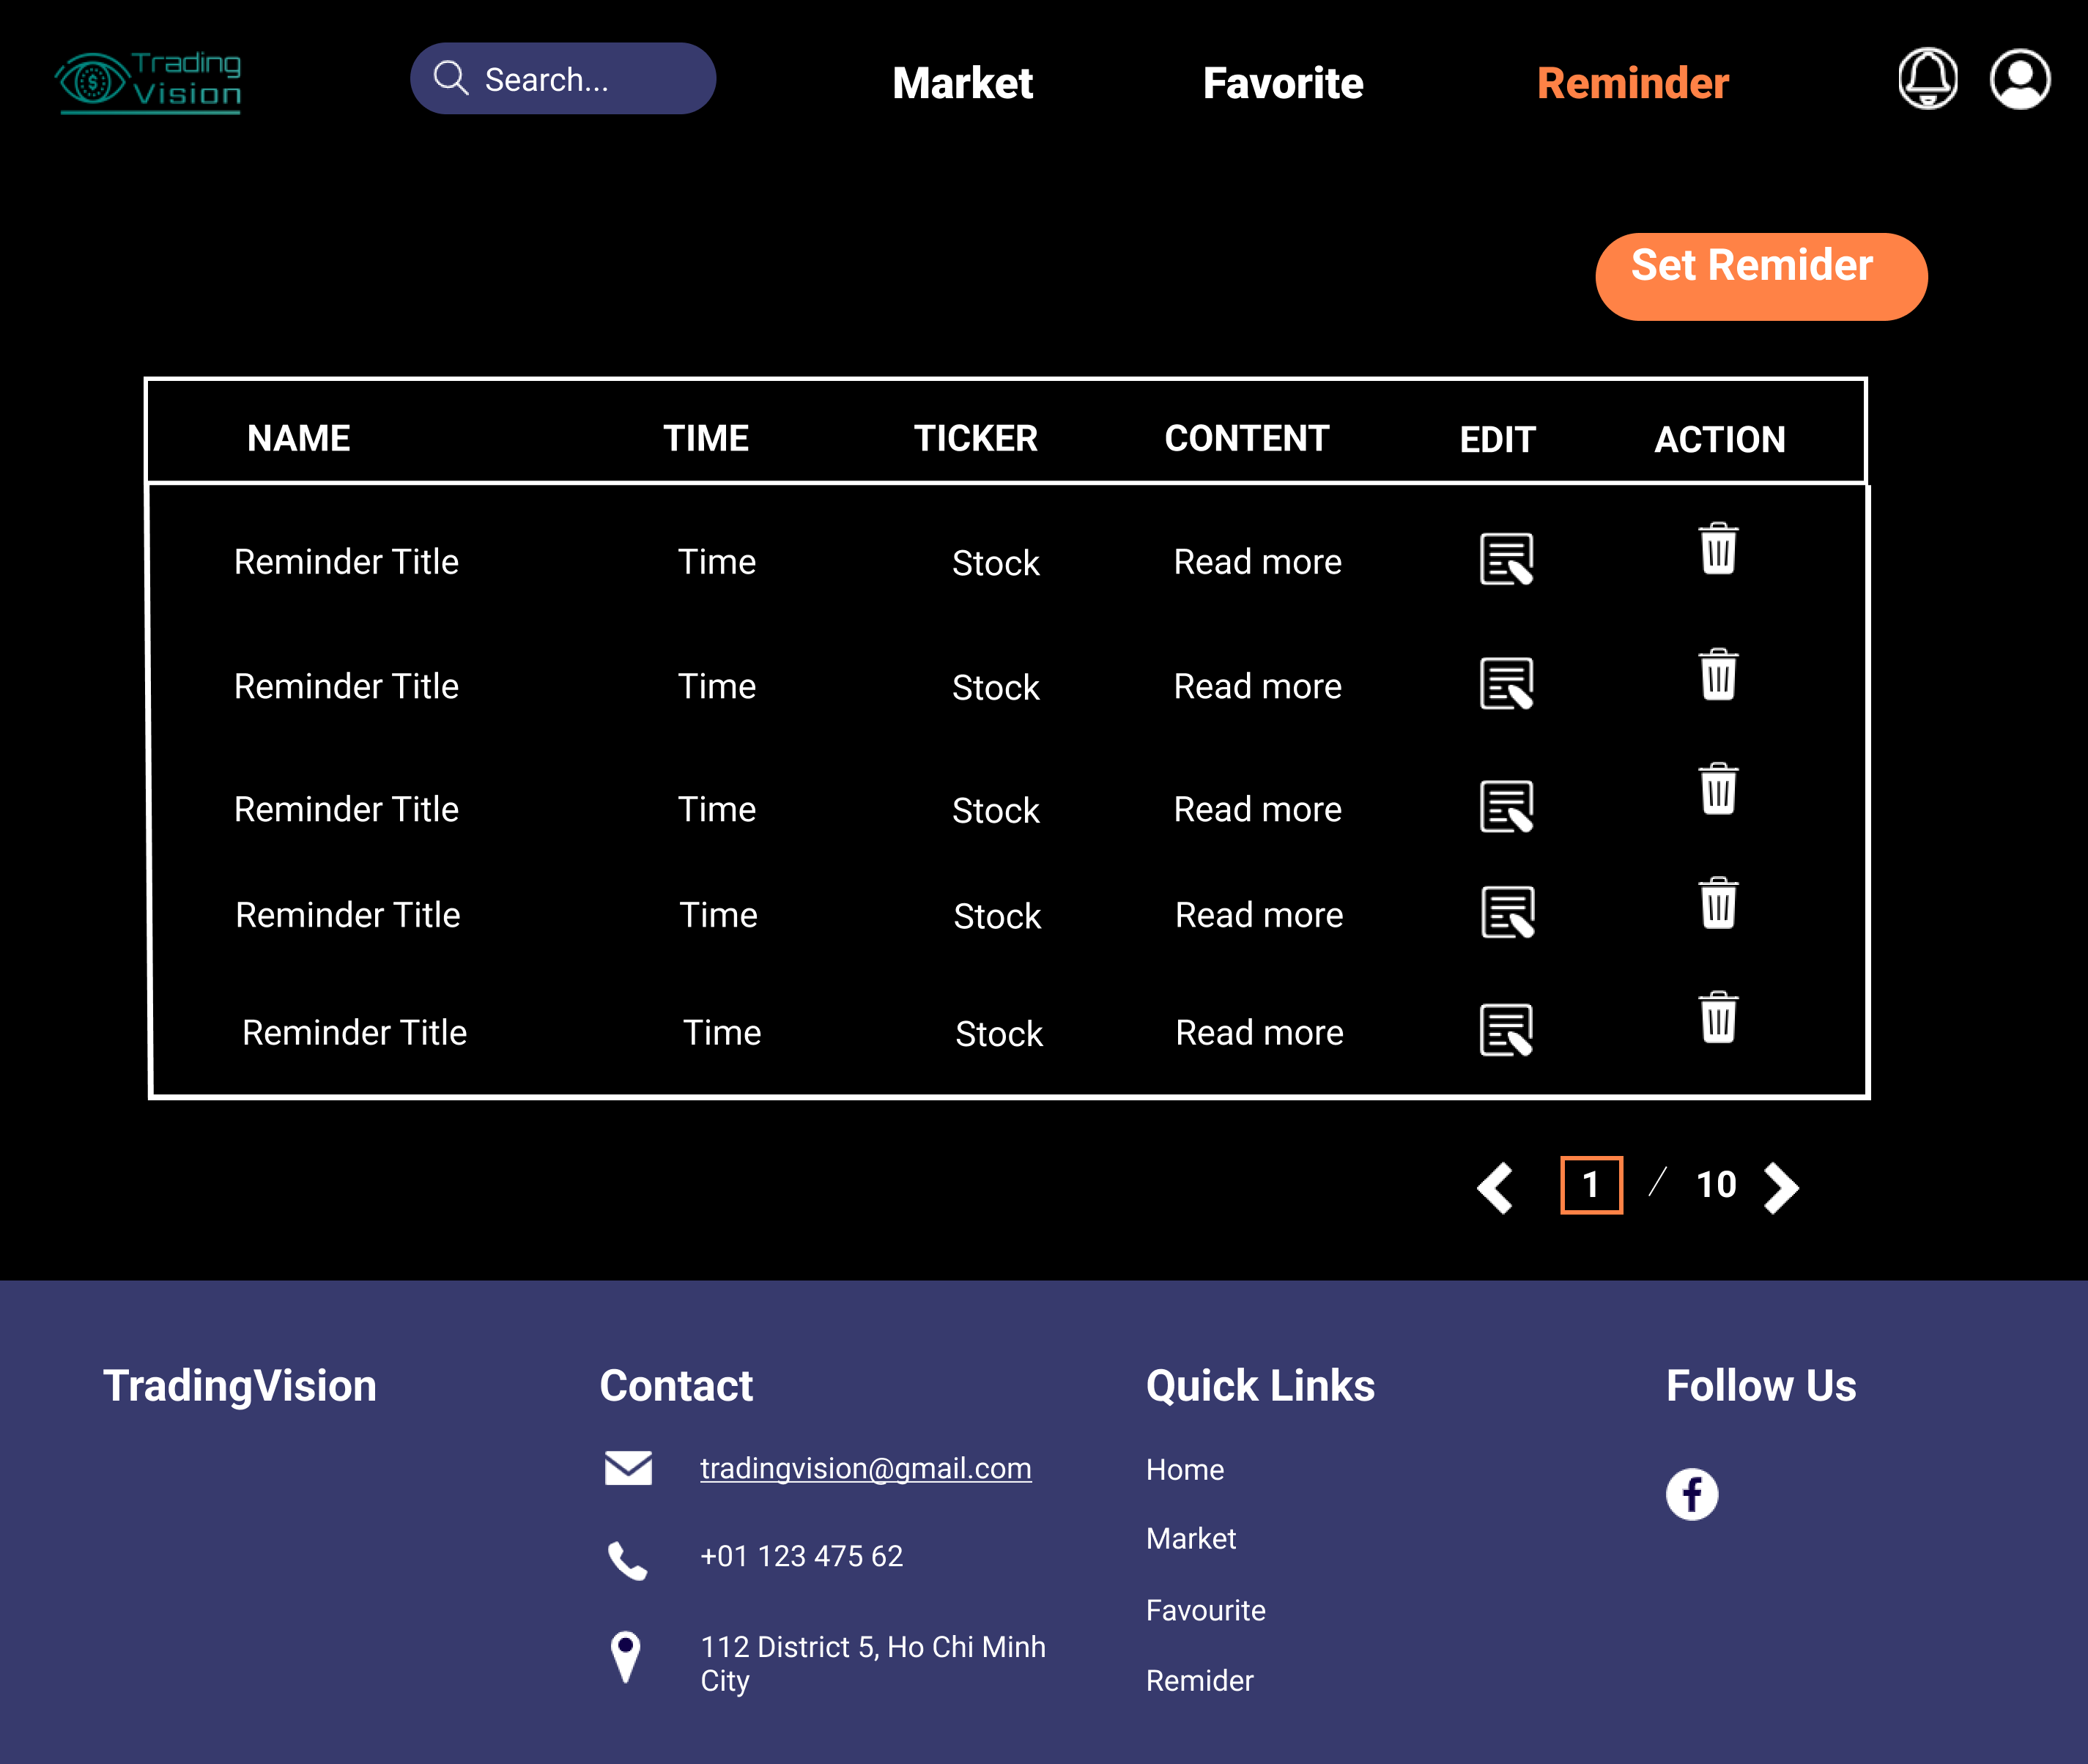 Trading
Vision
Search...
Market
Favorite
Reminder
Set Remider
NAME TIME TICKER CONTENT EDIT ACTION
Reminder Title Time Stock Read more
Reminder Title Time Stock Read more
Reminder Title Time Stock Read more
Reminder Title Time Stock Read more
Reminder Title Time Stock Read more
1 / 10
TradingVision
Contact
tradingvision@gmail.com
+01 123 475 62
112 District 5, Ho Chi Minh
City
Quick Links
Home
Market
Favourite
Remider
Follow Us